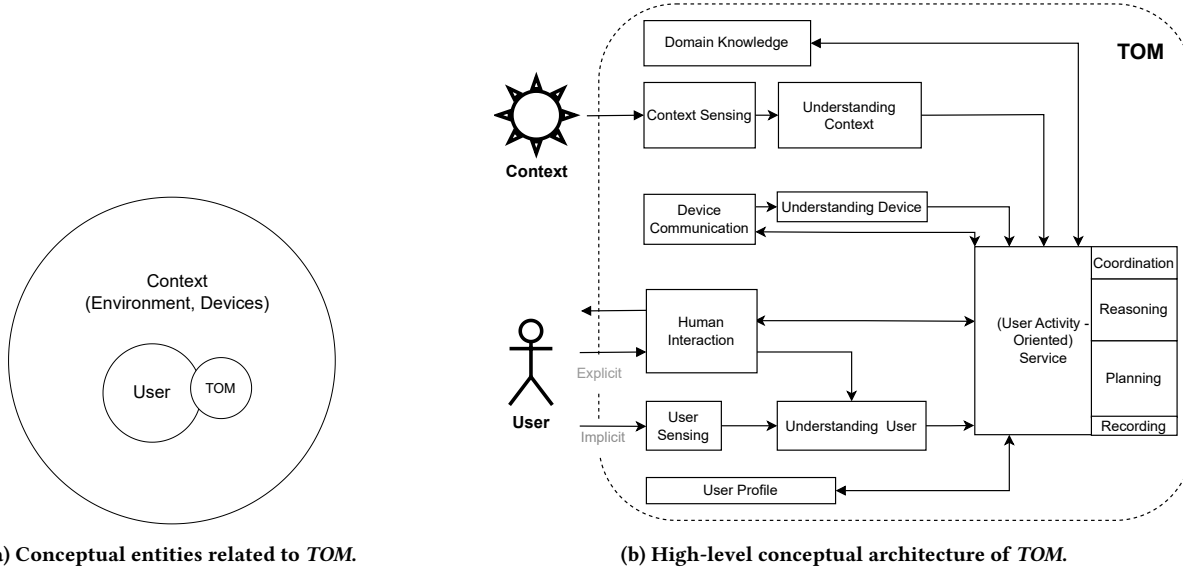 Context
(Environment, Devices)
User
TOM
) Conceptual entities related to TOM.
TOM
Domain Knowledge
Context Sensing
Understanding
Context
Context
Device
Communication
Understanding Device
Human
Interaction
Explicit
User
Implicit
User
Sensing
Understanding User
User Profile
(User Activity -
Oriented)
Service
Coordination
Reasoning
Planning
Recording
(b) High-level conceptual architecture of TOM.